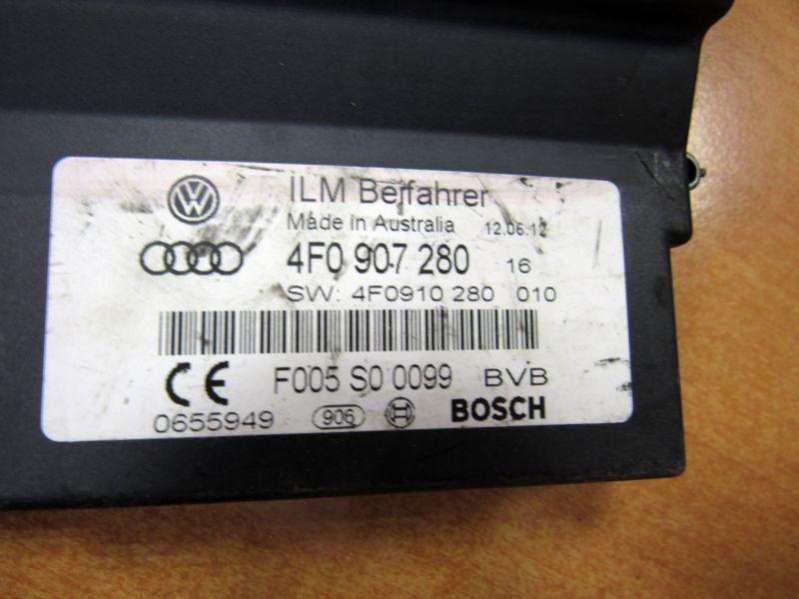 ILM Beifahrer
Made in Australia 12.06.12
4F0 907 280 16
SW: 4F0910 280 010
F005 S0 0099 BVB
CE
0655949 906 BOSCH